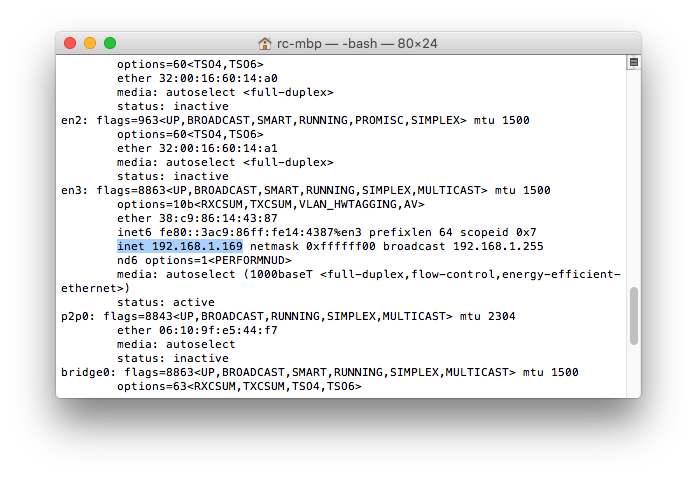 rc-mbp — -bash — 80×24
options=60<TSO4,TSO6>
ether 32:00:16:60:14:a0
media: autoselect <full-duplex>
status: inactive
en2: flags=963<UP,BROADCAST,SMART,RUNNING,PROMISC,SIMPLEX> mtu 1500
options=60<TSO4,TSO6>
ether 32:00:16:60:14:a1
media: autoselect <full-duplex>
status: inactive
en3: flags=8863<UP,BROADCAST,SMART,RUNNING,SIMPLEX,MULTICAST> mtu 1500
options=10b<RXCSUM,TXCSUM,VLAN_HWTAGGING,AV>
ether 38:c9:86:14:43:87
inet6 fe80::3ac9:86ff:fe14:4387%en3 prefixlen 64 scopeid 0x7
inet 192.168.1.169 netmask 0xffffff00 broadcast 192.168.1.255
nd6 options=1<PERFORMNUD>
media: autoselect (1000baseT <full-duplex,flow-control,energy-efficient-
ethernet>)
status: active
p2p0: flags=8843<UP,BROADCAST,RUNNING,SIMPLEX,MULTICAST> mtu 2304
ether 06:10:9f:e5:44:f7
media: autoselect
status: inactive
bridge0: flags=8863<UP,BROADCAST,SMART,RUNNING,SIMPLEX,MULTICAST> mtu 1500
options=63<RXCSUM,TXCSUM,TSO4,TSO6>